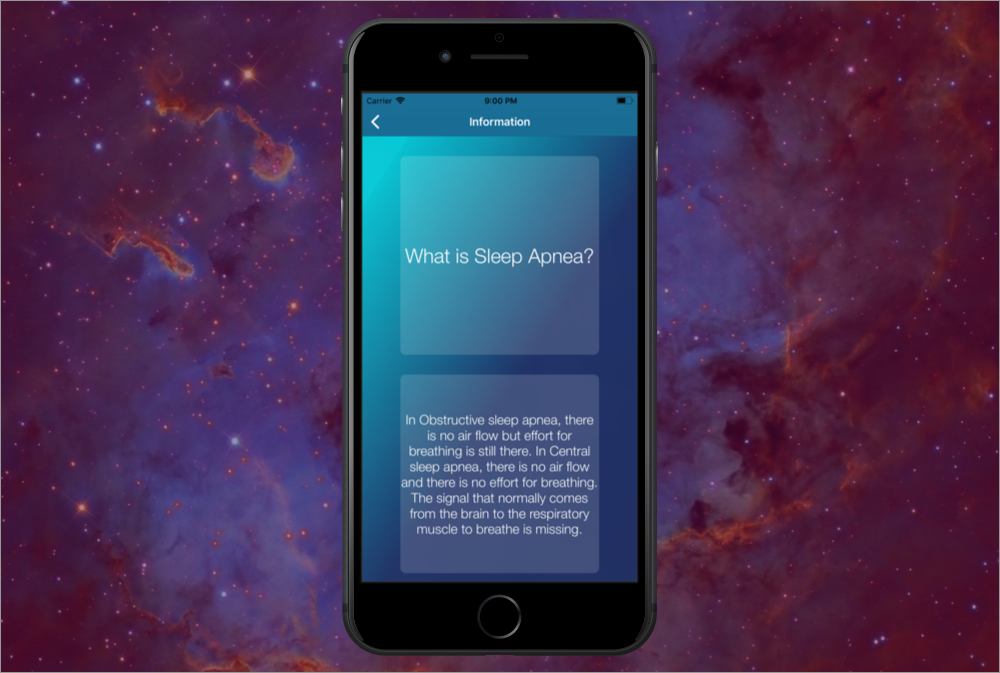 Carrier 9:00 PM
Information
What is Sleep Apnea?
In Obstructive sleep apnea, there
is no air flow but effort for
breathing is still there. In Central
sleep apnea, there is no air flow
and there is no effort for breathing.
The signal that normally comes
from the brain to the respiratory
muscle to breathe is missing.